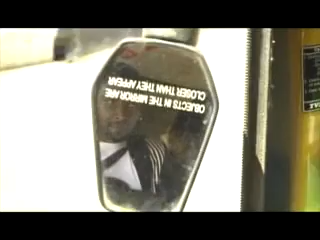 OBJECTS IN THE MIRROR ARE
CLOSER THAN THEY APPEAR